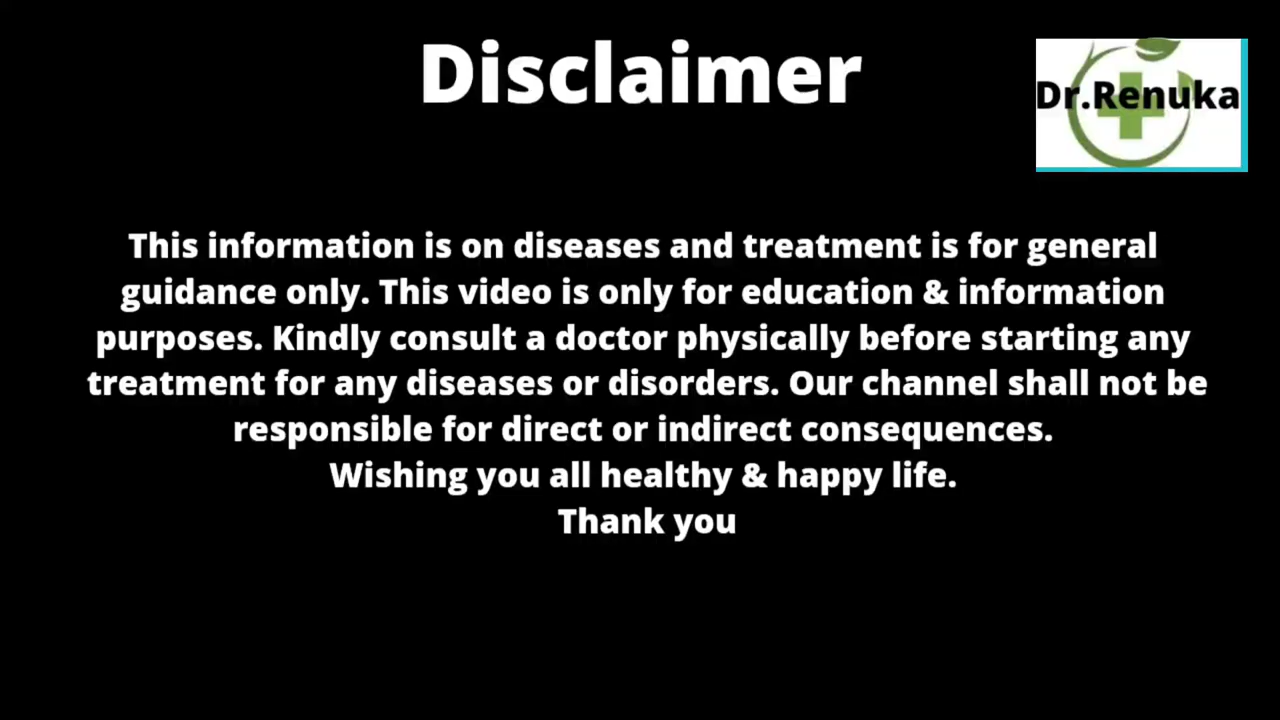 Disclaimer
Dr.Renuka
This information is on diseases and treatment is for general
guidance only. This video is only for education & information
purposes. Kindly consult a doctor physically before starting any
treatment for any diseases or disorders. Our channel shall not be
responsible for direct or indirect consequences.
Wishing you all healthy & happy life.
Thank you